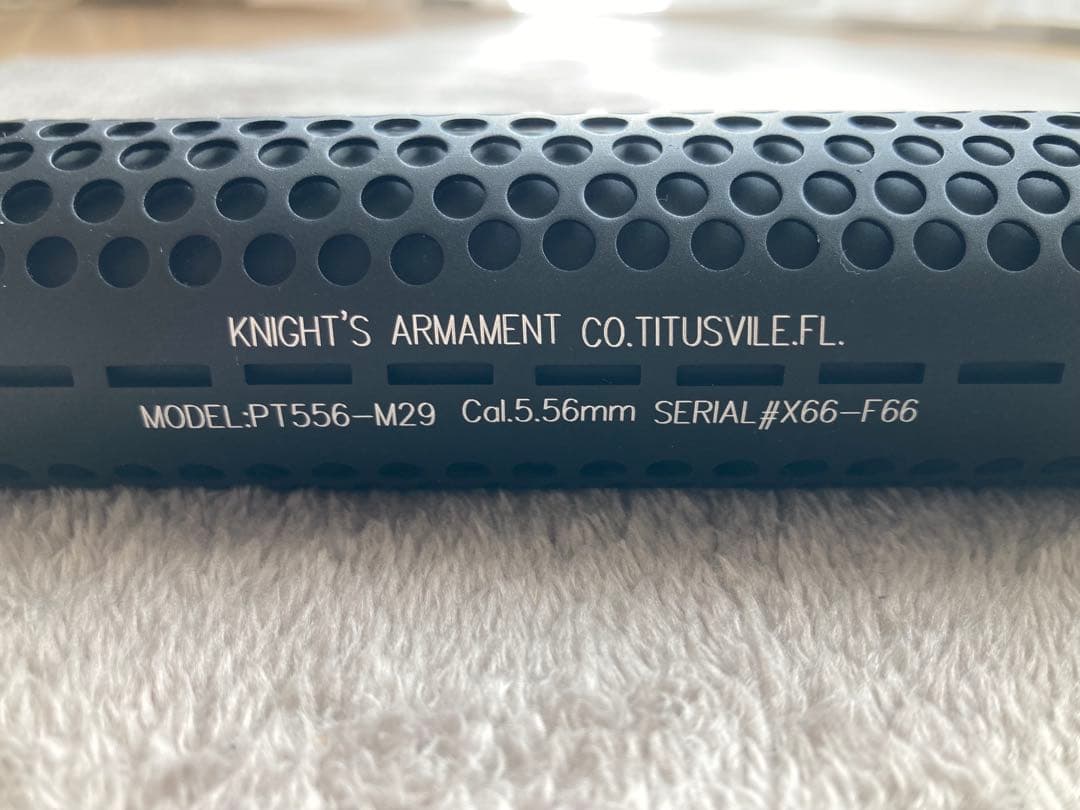 KNIGHT'S ARMAMENT CO.TITUSVILE.FL.
MODEL:PT556-M29 Cal.5.56mm SERIAL#X66-F66